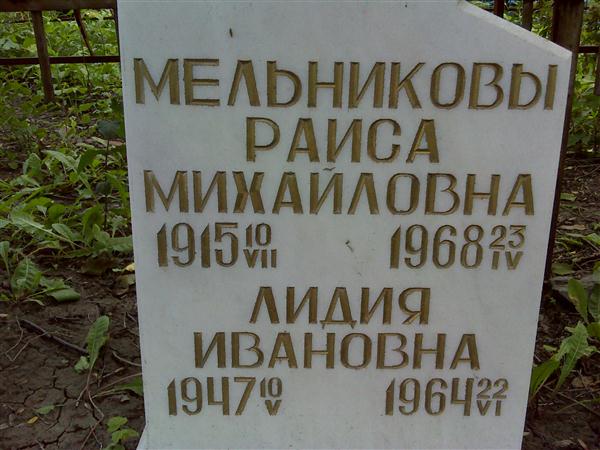 МЕЛЬНИКОВЫ
РАИСА
МИХАЙЛОВНА
1915 10/VII 1968 23/IV
ЛИДИЯ
ИВАНОВНА
1947 10/V 1964 22/VI